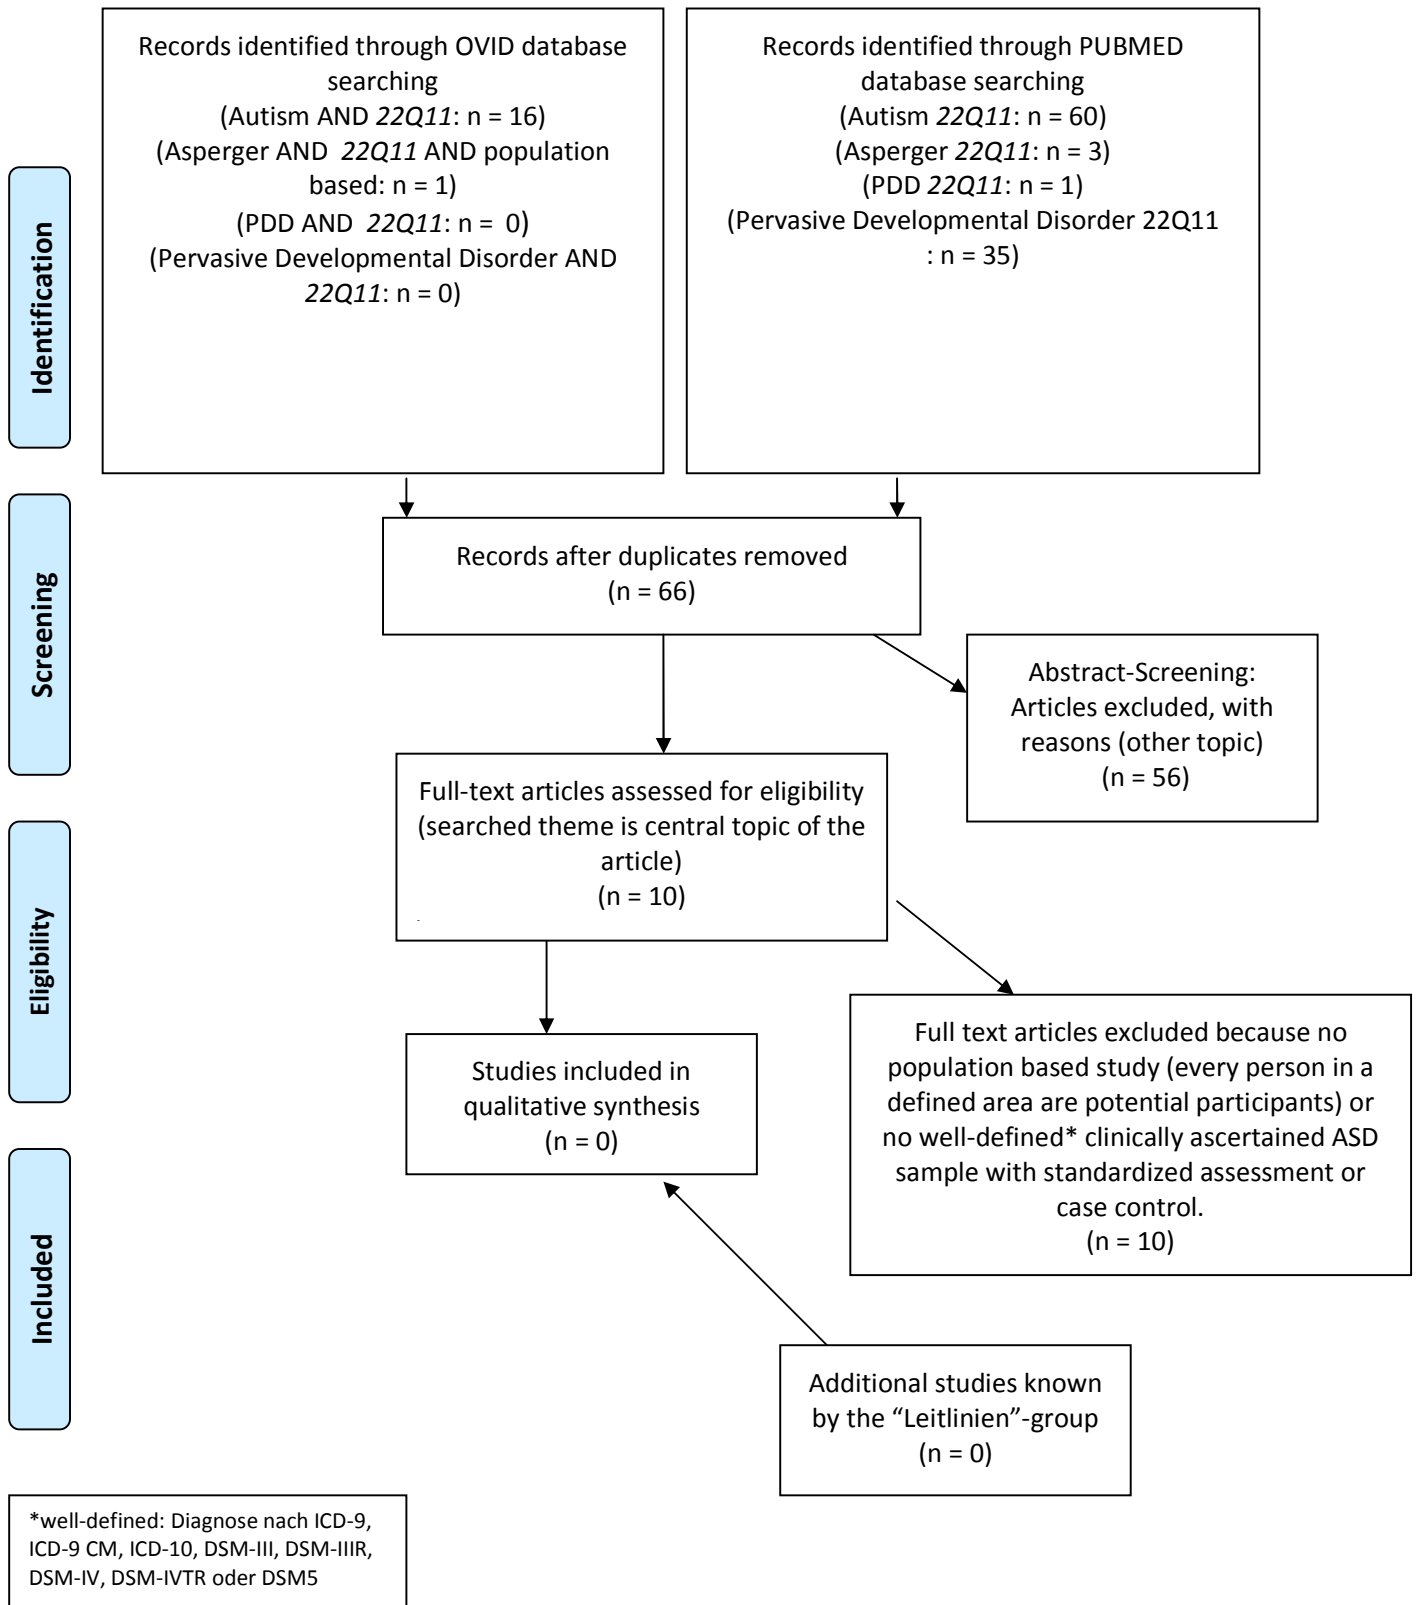 Records identified through OVID database
searching
(Autism AND 22Q11: n = 16)
(Asperger AND 22Q11 AND population
based: n = 1)
(PDD AND 22Q11: n = 0)
(Pervasive Developmental Disorder AND
22Q11: n = 0)
Records identified through PUBMED
database searching
(Autism 22Q11: n = 60)
(Asperger 22Q11: n = 3)
(PDD 22Q11: n = 1)
(Pervasive Developmental Disorder 22Q11
: n = 35)
Identification
Records after duplicates removed
(n = 66)
Screening
Abstract-Screening:
Articles excluded, with
reasons (other topic)
(n = 56)
Full-text articles assessed for eligibility
(searched theme is central topic of the
article)
(n = 10)
Eligibility
Full text articles excluded because no
population based study (every person in a
defined area are potential participants) or
no well-defined* clinically ascertained ASD
sample with standardized assessment or
case control.
(n = 10)
Studies included in
qualitative synthesis
(n = 0)
Included
Additional studies known
by the “Leitlinien”-group
(n = 0)
*well-defined: Diagnose nach ICD-9,
ICD-9 CM, ICD-10, DSM-III, DSM-IIIR,
DSM-IV, DSM-IVTR oder DSM5